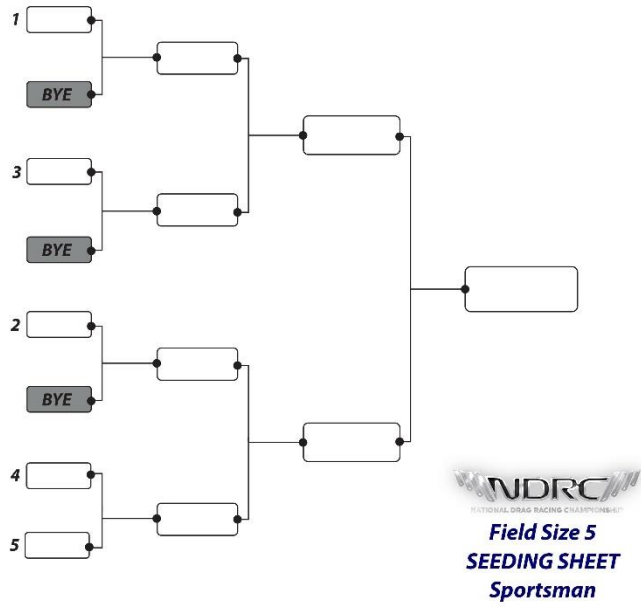 1
BYE
3
BYE
2
BYE
4
5
NDRC
NATIONAL DRAG RACING CHAMPIONSHIP
Field Size 5
SEEDING SHEET
Sportsman